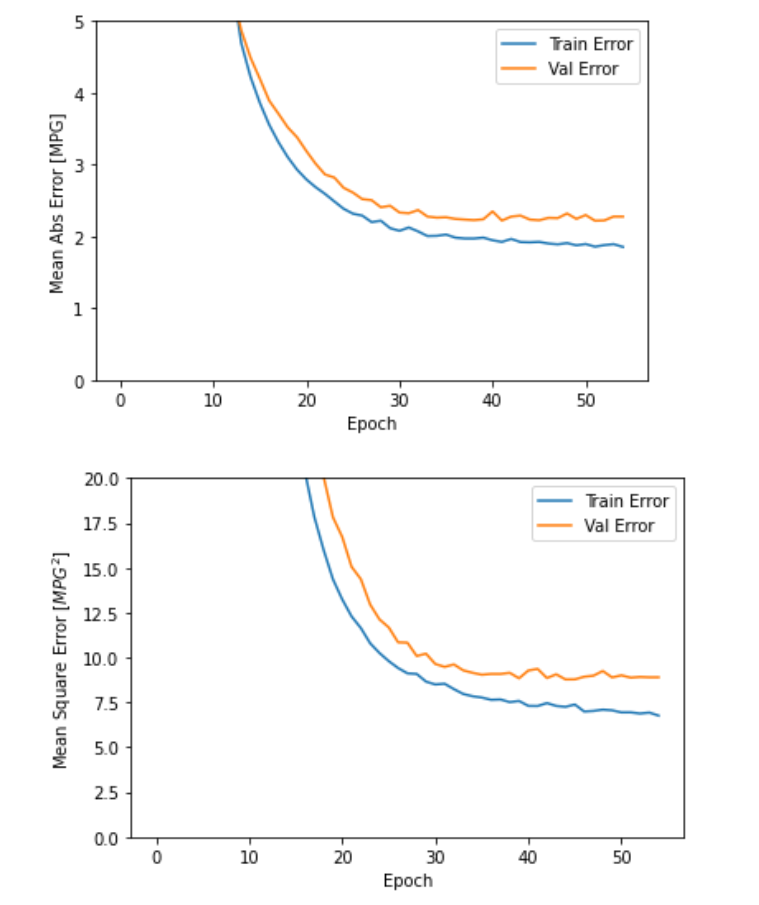 5
Train Error
Val Error
4
3
2
1
0
Mean Abs Error [MPG]
0 10 20 30 40 50
Epoch
20.0
Train Error
Val Error
17.5
15.0
12.5
10.0
7.5
5.0
2.5
0.0
Mean Square Error [MPG²]
0 10 20 30 40 50
Epoch